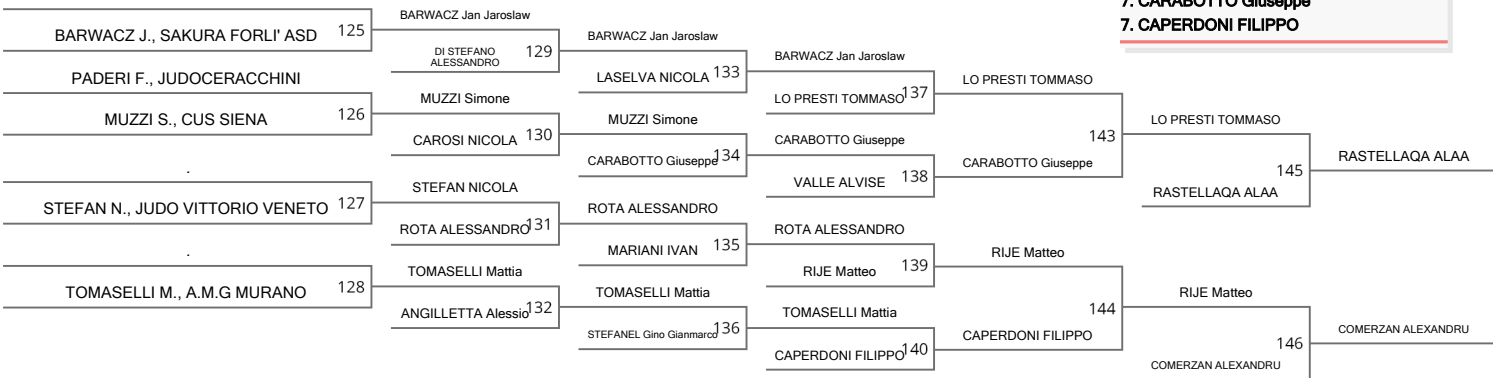 7. CARABOTTO Giuseppe
7. CAPERDONI FILIPPO
BARWACZ J., SAKURA FORLI' ASD 125
PADERI F., JUDOCERACCHINI
MUZZI S., CUS SIENA 126
.
STEFAN N., JUDO VITTORIO VENETO 127
.
TOMASELLI M., A.M.G MURANO 128
BARWACZ Jan Jaroslaw
DI STEFANO
ALESSANDRO
129
MUZZI Simone
CAROSI NICOLA 130
STEFAN NICOLA
ROTA ALESSANDRO 131
TOMASELLI Mattia
ANGILLETTA Alessio 132
BARWACZ Jan Jaroslaw
LASELVA NICOLA 133
MUZZI Simone
CARABOTTO Giuseppe 134
ROTA ALESSANDRO
MARIANI IVAN 135
TOMASELLI Mattia
STEFANEL Gino Gianmarco 136
BARWACZ Jan Jaroslaw
LO PRESTI TOMMASO 137
CARABOTTO Giuseppe
VALLE ALVISE 138
ROTA ALESSANDRO
RIJE Matteo 139
TOMASELLI Mattia
CAPERDONI FILIPPO 140
LO PRESTI TOMMASO
143
CARABOTTO Giuseppe
RIJE Matteo
144
CAPERDONI FILIPPO
LO PRESTI TOMMASO
145
RASTELLAQA ALAA
RIJE Matteo
146
COMERZAN ALEXANDRU
RASTELLAQA ALAA
COMERZAN ALEXANDRU